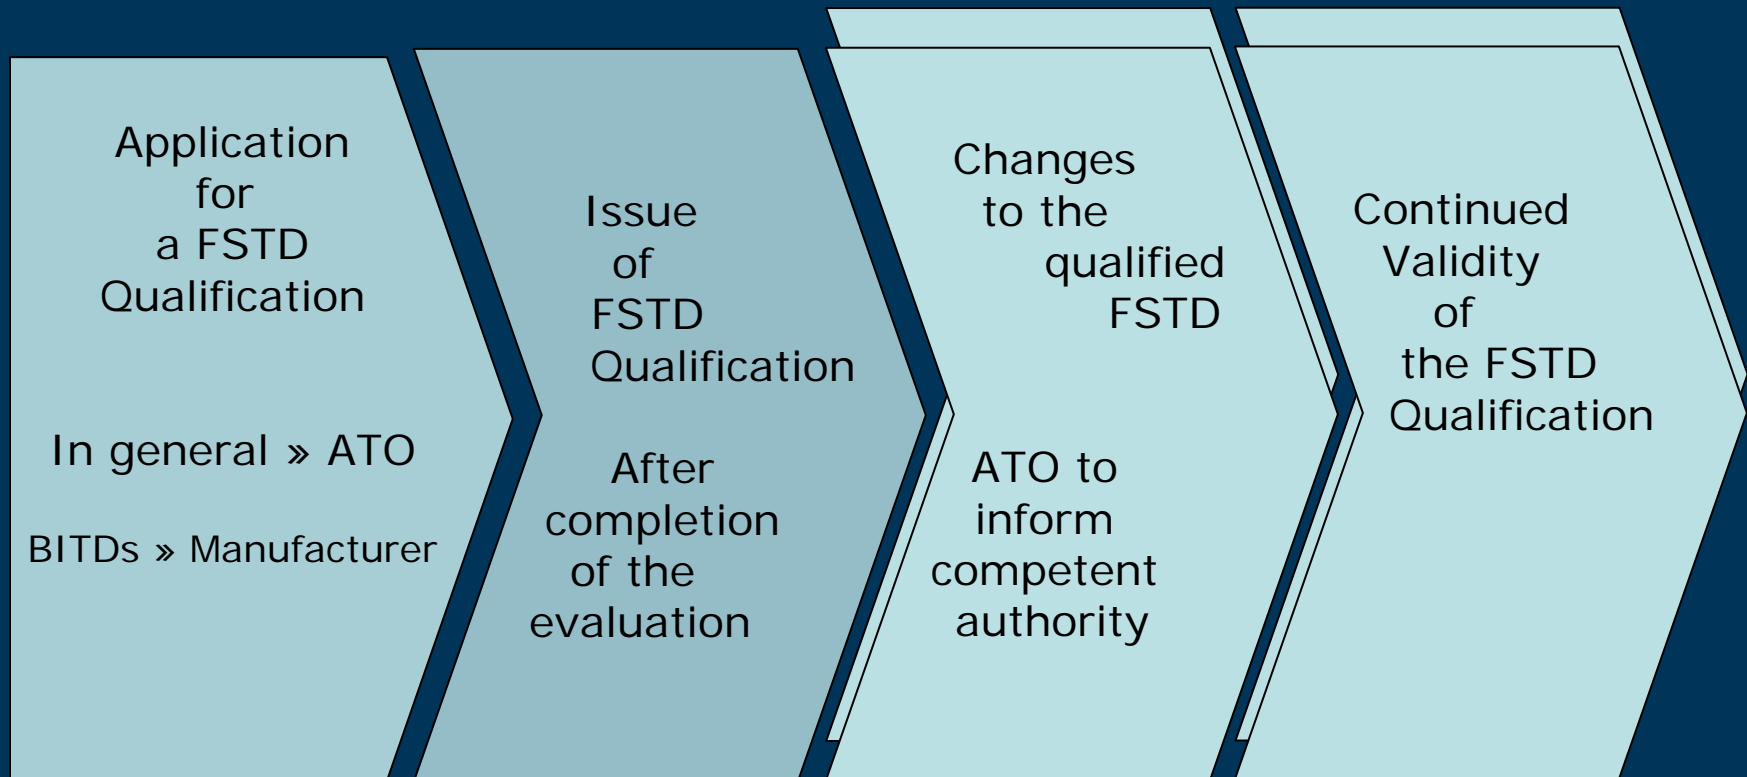 Application
for
a FSTD
Qualification
In general » ATO
BITDs » Manufacturer
Issue
of
FSTD
Qualification
After
completion
of the
evaluation
Changes
to the
qualified
FSTD
ATO to
inform
competent
authority
Continued
Validity
of
the FSTD
Qualification